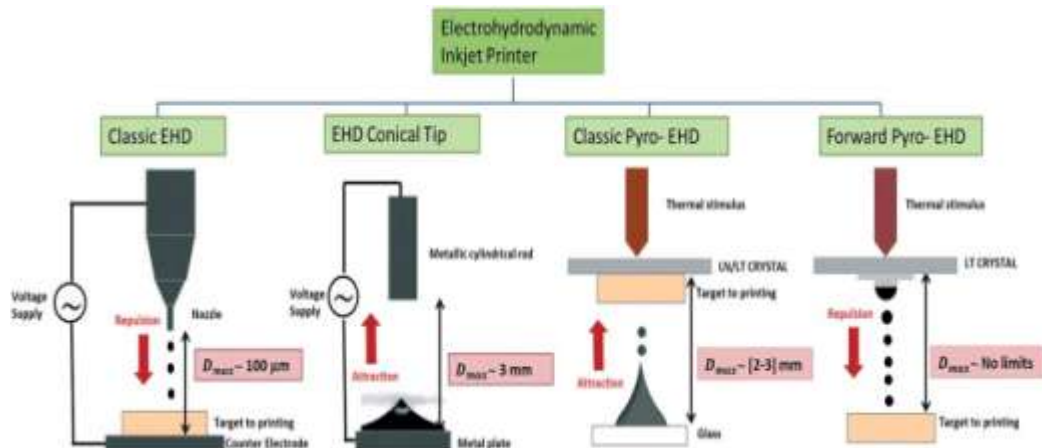 Electrohydrodynamic
Inkjet Printer
Classic EHD
EHD Conical Tip
Classic Pyro- EHD
Forward Pyro- EHD
Voltage
Supply
Repulsion
Nozzle
Dmax ~ 100 µm
Target to printing
Counter Electrode
Metallic cylindrical rod
Voltage
Supply
Attraction
Dmax ~ 3 mm
Metal plate
Thermal stimulus
LN/LT CRYSTAL
Target to printing
Attraction
Dmax ~ [2-3] mm
Glass
Thermal stimulus
LT CRYSTAL
Repulsion
Dmax ~ No limits
Target to printing